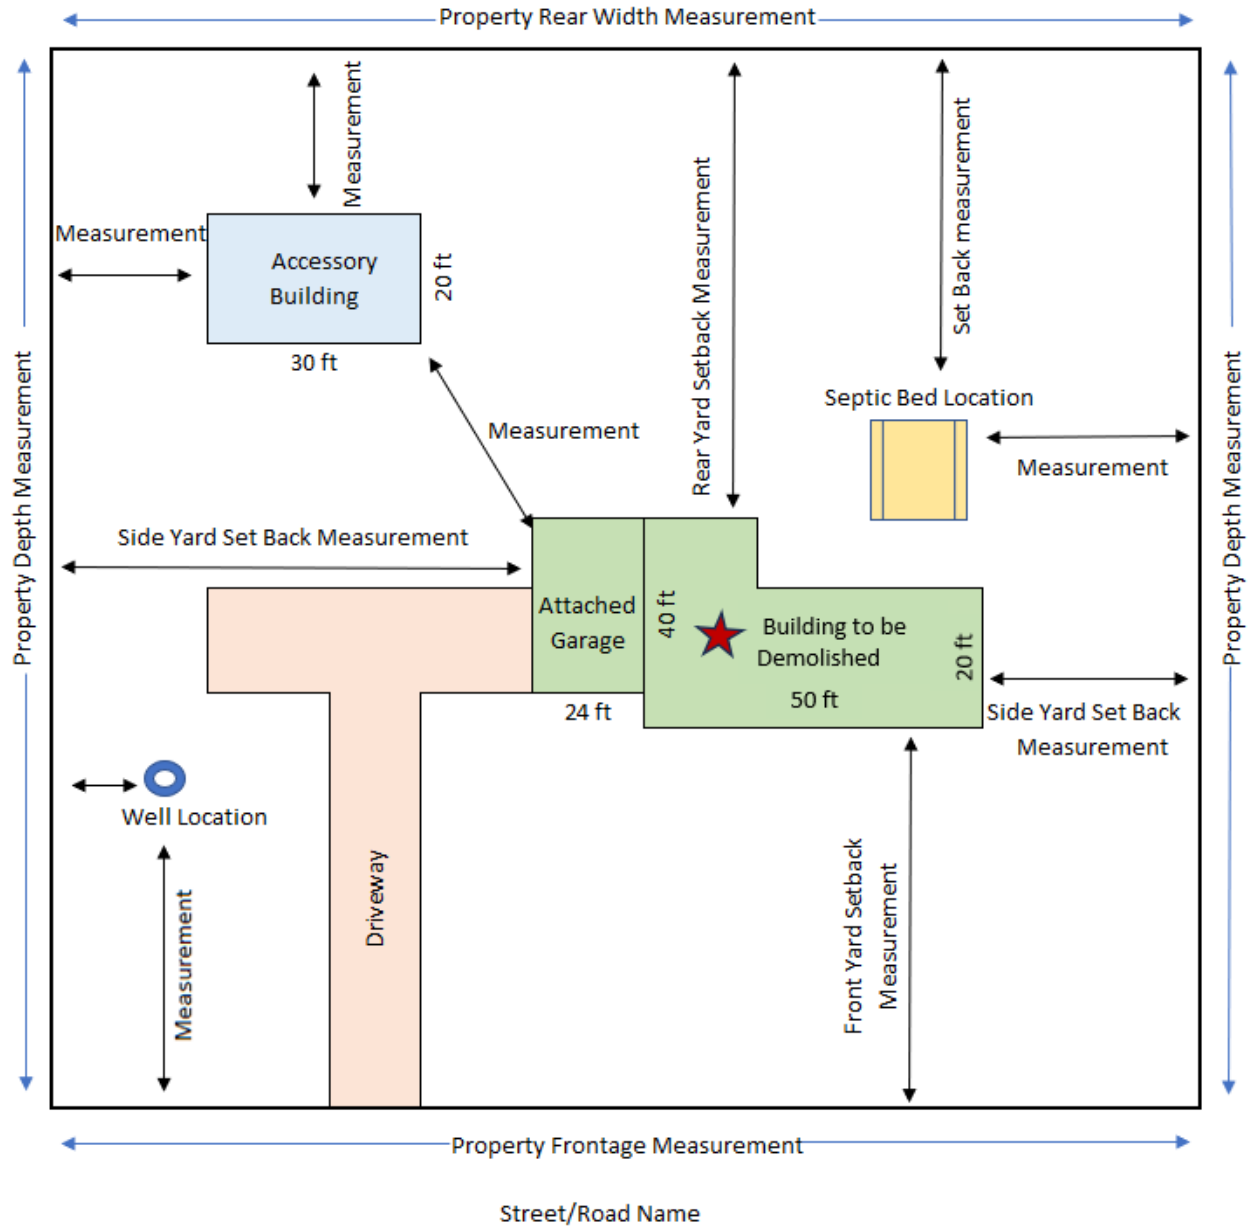 Property Rear Width Measurement
Measurement
Measurement
Accessory
Building
20 ft
30 ft
Rear Yard Setback Measurement
Set Back measurement
Property Depth Measurement
Property Depth Measurement
Septic Bed Location
Measurement
Measurement
Side Yard Set Back Measurement
Attached
Garage
40 ft
Building to be
Demolished
20 ft
50 ft
24 ft
Side Yard Set Back
Measurement
Well Location
Measurement
Driveway
Front Yard Setback
Measurement
Property Frontage Measurement
Street/Road Name